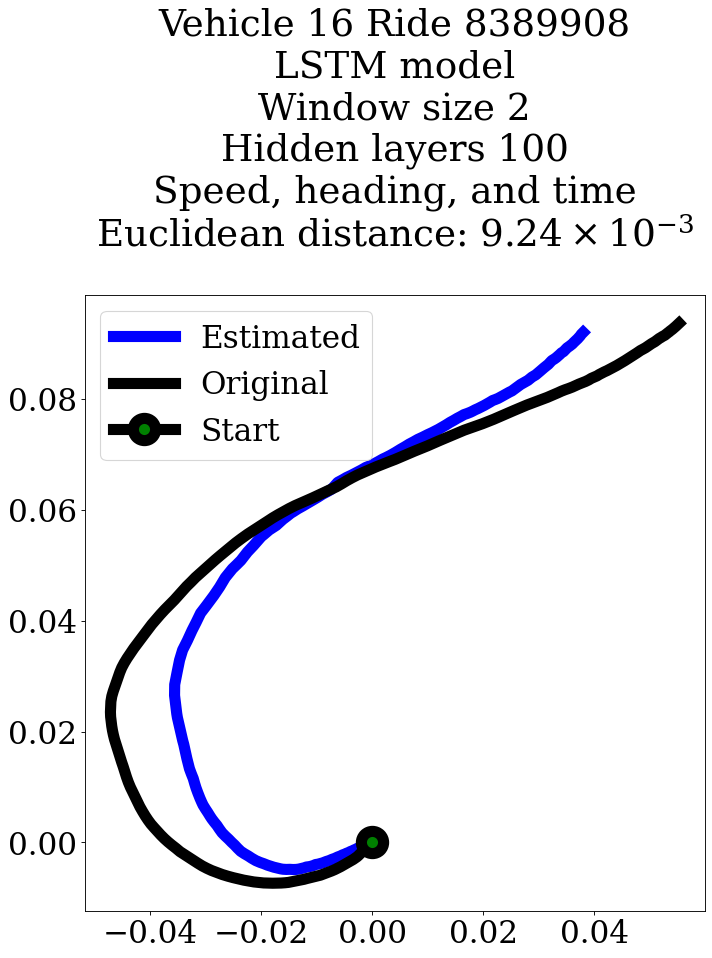 Vehicle 16 Ride 8389908
LSTM model
Window size 2
Hidden layers 100
Speed, heading, and time
Euclidean distance: 9.24 × 10⁻³
Estimated
Original
Start
0.08
0.06
0.04
0.02
0.00
−0.04 −0.02 0.00 0.02 0.04